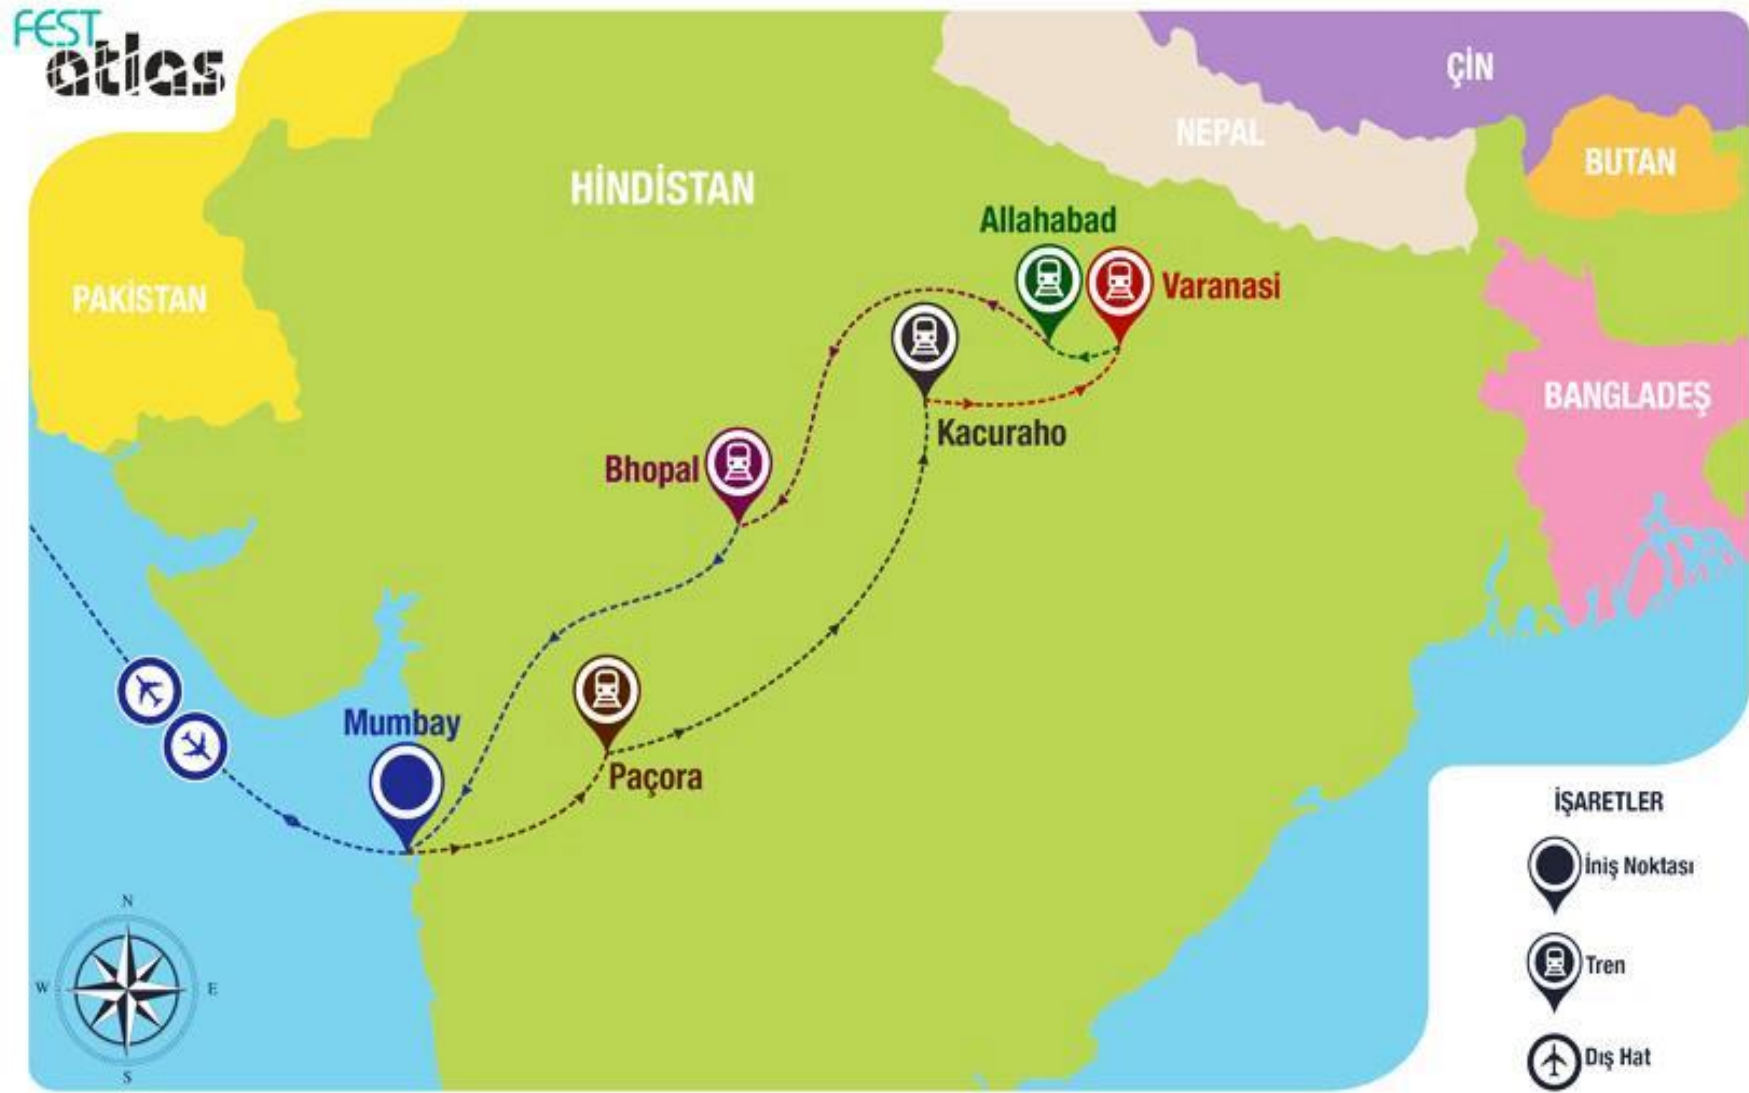 FEST
atlas
ÇİN
NEPAL
BUTAN
HİNDİSTAN
Allahabad
Varanasi
PAKİSTAN
BANGLADEŞ
Kacuraho
Bhopal
Mumbay
Paçora
İŞARETLER
İniş Noktası
Tren
Dış Hat
N
W
E
S